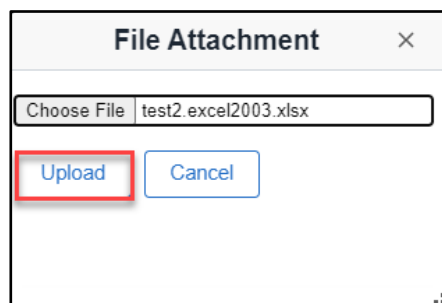 File Attachment ×
Choose File test2.excel2003.xlsx
Upload Cancel